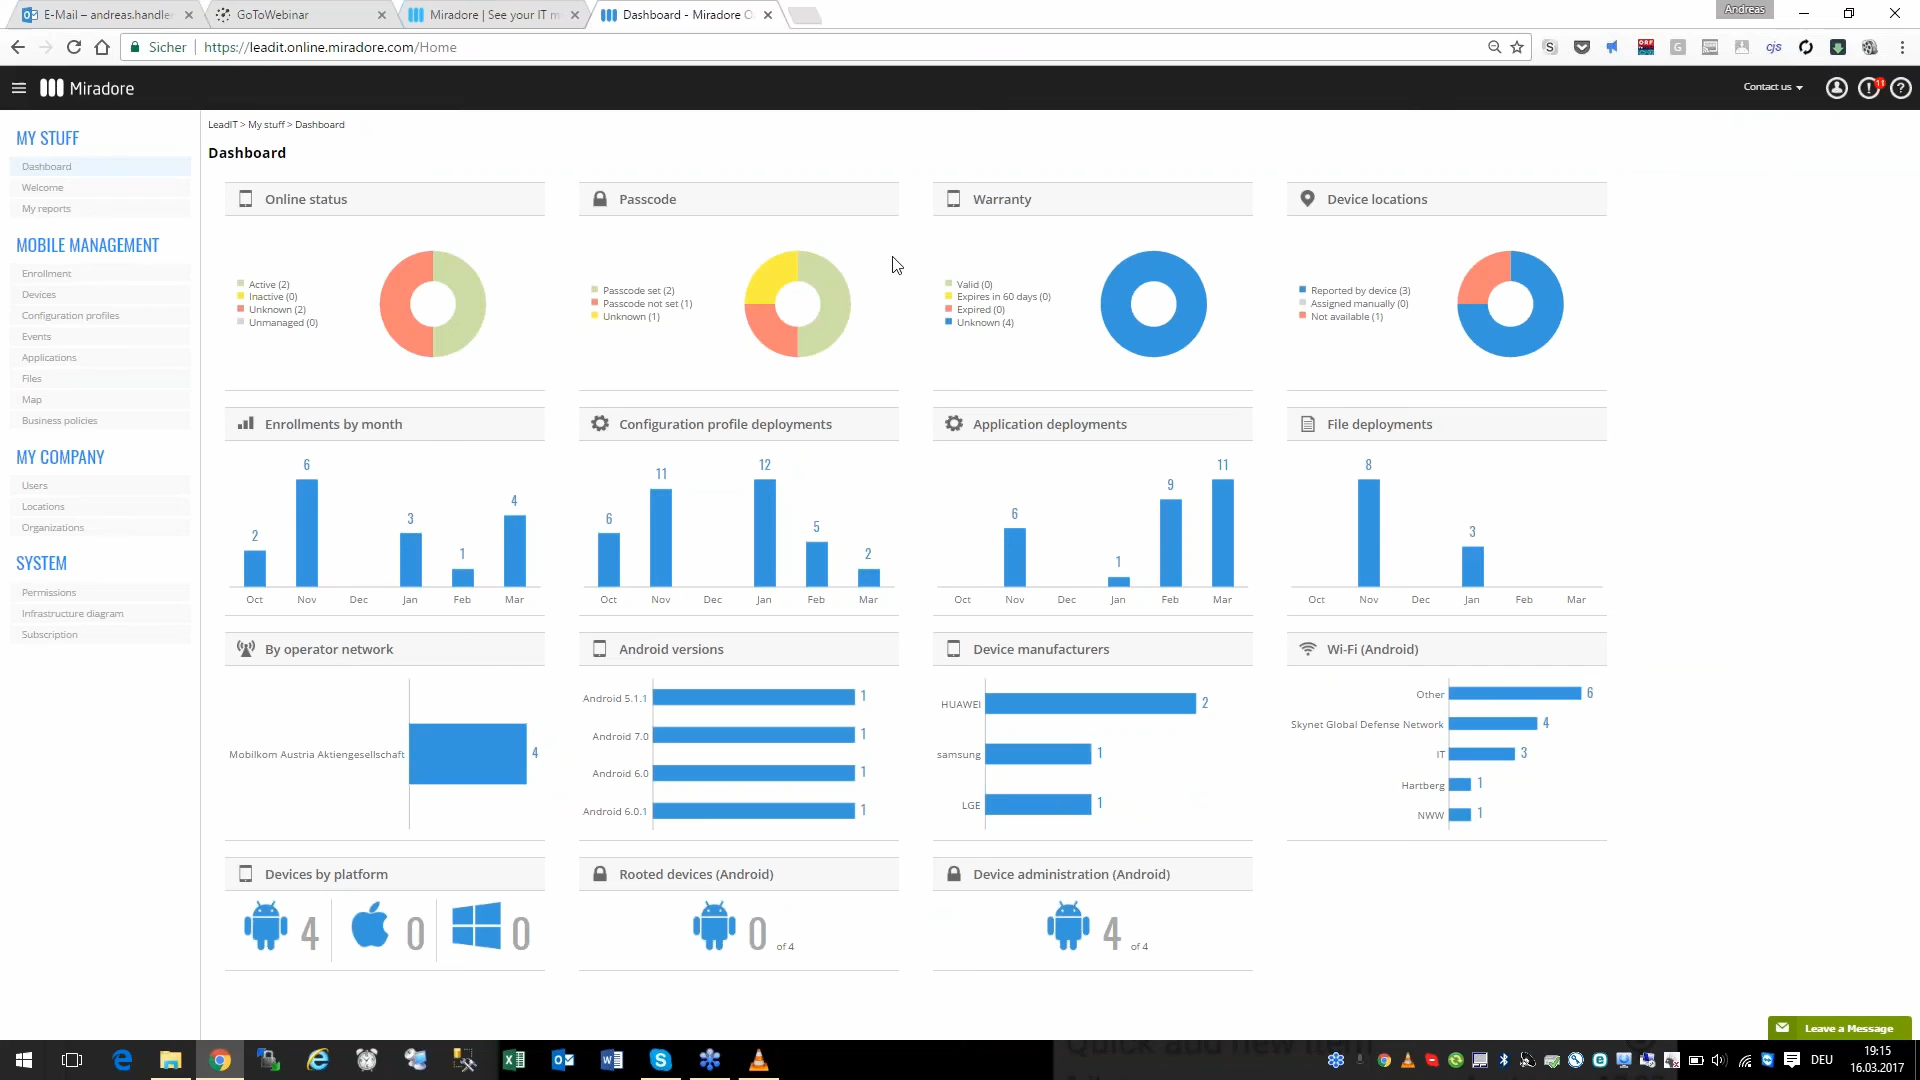 E-Mail – andreas.handler
GoToWebinar
Miradore | See your IT m
Dashboard - Miradore O
Andreas
Sicher
https://leadit.online.miradore.com/Home
Miradore
Contact us
11
MY STUFF
Dashboard
Welcome
My reports
MOBILE MANAGEMENT
Enrollment
Devices
Configuration profiles
Events
Applications
Files
Map
Business policies
MY COMPANY
Users
Locations
Organizations
SYSTEM
Permissions
Infrastructure diagram
Subscription
LeadIT > My stuff > Dashboard
Dashboard
Online status
Active (2)
Inactive (0)
Unknown (2)
Unmanaged (0)
Passcode
Passcode set (2)
Passcode not set (1)
Unknown (1)
Warranty
Valid (0)
Expires in 60 days (0)
Expired (0)
Unknown (4)
Device locations
Reported by device (3)
Assigned manually (0)
Not available (1)
Enrollments by month
2 6 3 1 4
Oct Nov Dec Jan Feb Mar
Configuration profile deployments
6 11 12 5 2
Oct Nov Dec Jan Feb Mar
Application deployments
6 1 9 11
Oct Nov Dec Jan Feb Mar
File deployments
8 3
Oct Nov Dec Jan Feb Mar
By operator network
Mobilkom Austria Aktiengesellschaft 4
Android versions
Android 5.1.1 1
Android 7.0 1
Android 6.0 1
Android 6.0.1 1
Device manufacturers
HUAWEI 2
samsung 1
LGE 1
Wi-Fi (Android)
Other 6
Skynet Global Defense Network 4
IT 3
Hartberg 1
NWW 1
Devices by platform
4 0 0
Rooted devices (Android)
0 of 4
Device administration (Android)
4 of 4
Leave a Message
DEU
19:15
16.03.2017